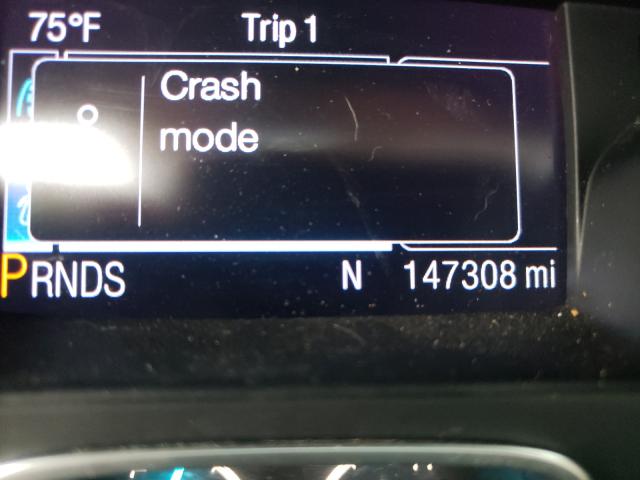 75°F Trip 1
Crash
mode
PRNDS N 147308 mi